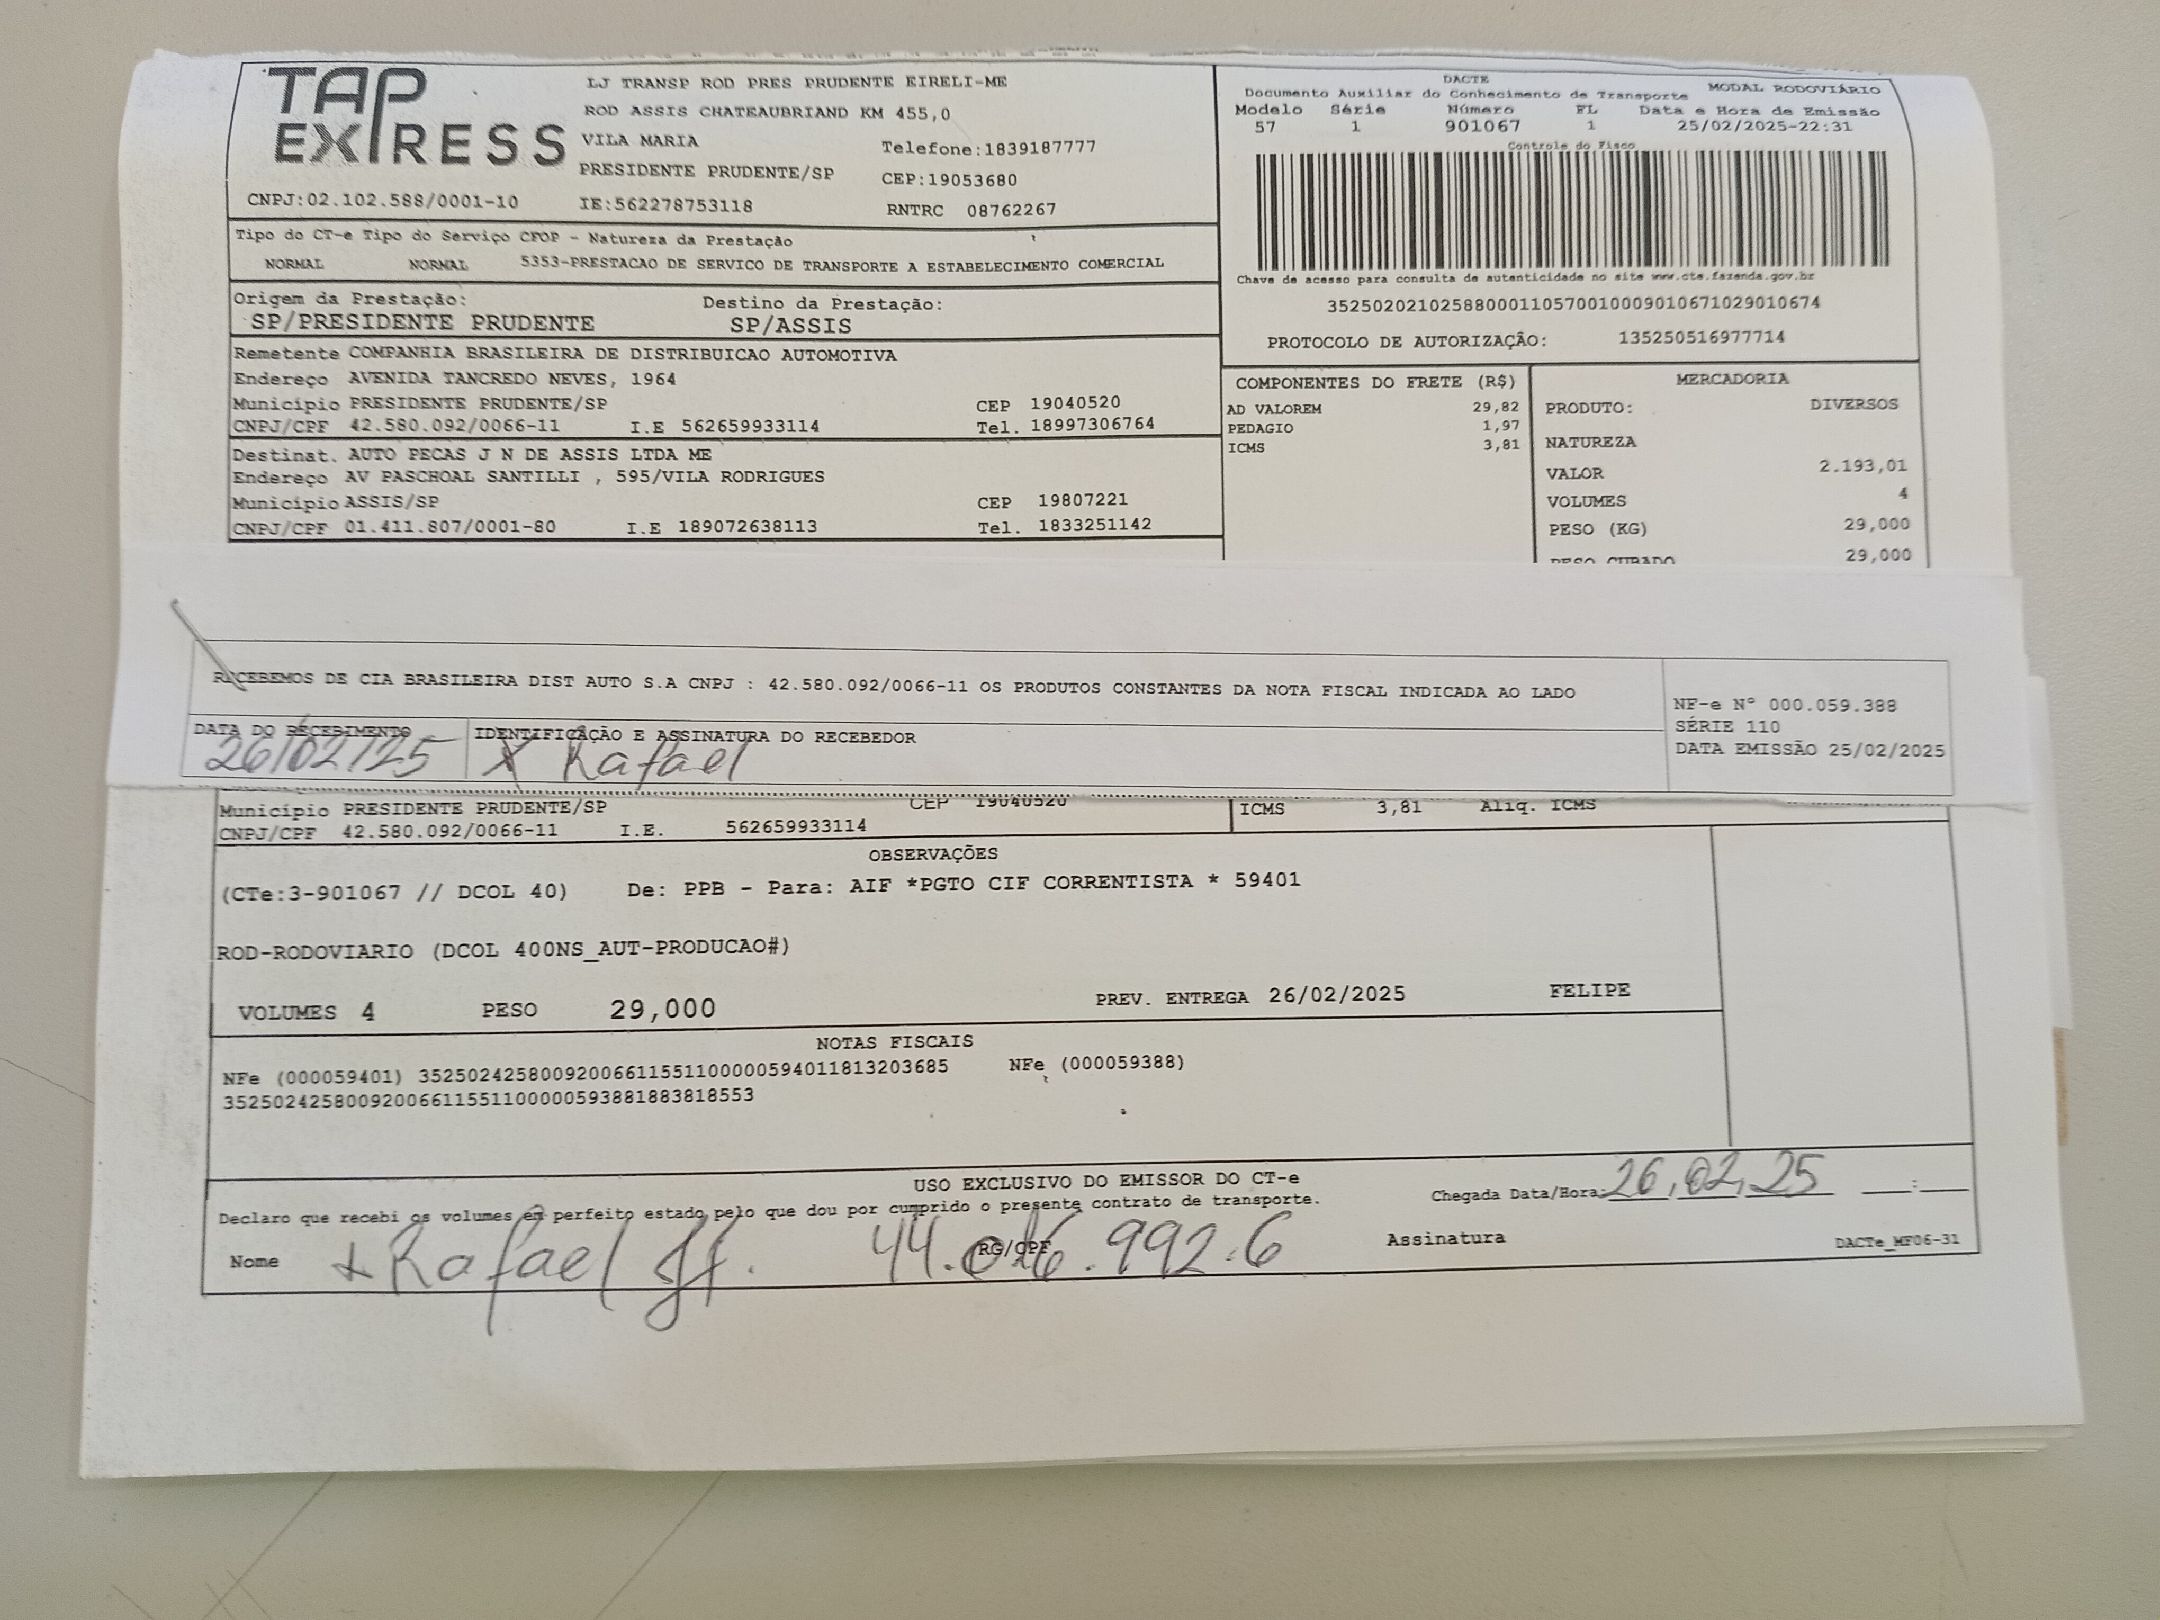 TAP EXPRESS
LJ TRANSP ROD PRES PRUDENTE EIRELI-ME
ROD ASSIS CHATEAUBRIAND KM 455,0
VILA MARIA Telefone:1839187777
PRESIDENTE PRUDENTE/SP CEP:19053680
CNPJ:02.102.588/0001-10 IE:562278753118 RNTRC 08762267
DACTE
Documento Auxiliar do Conhecimento de Transporte MODAL RODOVIÁRIO
Modelo Série Número FL Data e Hora de Emissão
57 1 901067 1 25/02/2025-22:31
Controle do Fisco
Chave de acesso para consulta de autenticidade no site www.cte.fazenda.gov.br
35250202102588000110570010009010671029010674
PROTOCOLO DE AUTORIZAÇÃO: 135250516977714
Tipo do CT-e Tipo do Serviço CFOP - Natureza da Prestação
NORMAL NORMAL 5353-PRESTACAO DE SERVICO DE TRANSPORTE A ESTABELECIMENTO COMERCIAL
Origem da Prestação: Destino da Prestação:
SP/PRESIDENTE PRUDENTE SP/ASSIS
Remetente COMPANHIA BRASILEIRA DE DISTRIBUICAO AUTOMOTIVA
Endereço AVENIDA TANCREDO NEVES, 1964
Município PRESIDENTE PRUDENTE/SP CEP 19040520
CNPJ/CPF 42.580.092/0066-11 I.E 562659933114 Tel. 18997306764
Destinat. AUTO PECAS J N DE ASSIS LTDA ME
Endereço AV PASCHOAL SANTILLI , 595/VILA RODRIGUES
Município ASSIS/SP CEP 19807221
CNPJ/CPF 01.411.807/0001-80 I.E 189072638113 Tel. 1833251142
COMPONENTES DO FRETE (R$)
AD VALOREM 29,82
PEDAGIO 1,97
ICMS 3,81
MERCADORIA
PRODUTO: DIVERSOS
NATUREZA
VALOR 2.193,01
VOLUMES 4
PESO (KG) 29,000
PESO CUBADO 29,000
RECEBEMOS DE CIA BRASILEIRA DIST AUTO S.A CNPJ : 42.580.092/0066-11 OS PRODUTOS CONSTANTES DA NOTA FISCAL INDICADA AO LADO
NF-e N° 000.059.388
SÉRIE 110
DATA EMISSÃO 25/02/2025
DATA DO RECEBIMENTO IDENTIFICAÇÃO E ASSINATURA DO RECEBEDOR
26/02/25 X Rafael
Município PRESIDENTE PRUDENTE/SP CEP 19040520 ICMS 3,81 Aliq. ICMS
CNPJ/CPF 42.580.092/0066-11 I.E. 562659933114
OBSERVAÇÕES
(CTe:3-901067 // DCOL 40) De: PPB - Para: AIF *PGTO CIF CORRENTISTA * 59401
ROD-RODOVIARIO (DCOL 400NS_AUT-PRODUCAO#)
VOLUMES 4 PESO 29,000 PREV. ENTREGA 26/02/2025 FELIPE
NOTAS FISCAIS
NFe (000059401) 35250242580092006611551100000594011813203685 NFe (000059388)
35250242580092006611551100000593881883818553
USO EXCLUSIVO DO EMISSOR DO CT-e
Declaro que recebi os volumes em perfeito estado pelo que dou por cumprido o presente contrato de transporte.
Chegada Data/Hora: 26,02,25 __:__
Nome X Rafael RG/CPF 44.016.992.6 Assinatura DACTe_MF06-31